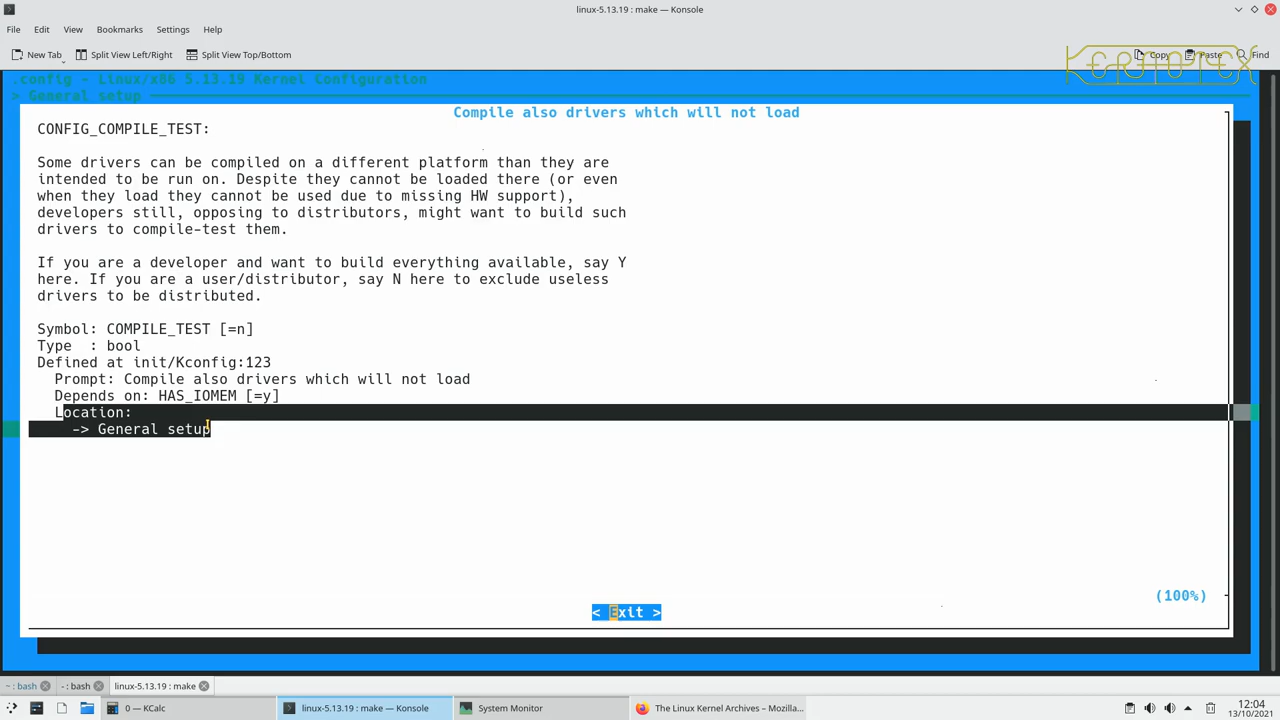 linux-5.13.19 : make — Konsole
File Edit View Bookmarks Settings Help
New Tab Split View Left/Right Split View Top/Bottom Copy Paste Find
KERNOTEX
.config - Linux/x86 5.13.19 Kernel Configuration
> General setup
Compile also drivers which will not load
CONFIG_COMPILE_TEST:
Some drivers can be compiled on a different platform than they are
intended to be run on. Despite they cannot be loaded there (or even
when they load they cannot be used due to missing HW support),
developers still, opposing to distributors, might want to build such
drivers to compile-test them.
If you are a developer and want to build everything available, say Y
here. If you are a user/distributor, say N here to exclude useless
drivers to be distributed.
Symbol: COMPILE_TEST [=n]
Type  : bool
Defined at init/Kconfig:123
Prompt: Compile also drivers which will not load
Depends on: HAS_IOMEM [=y]
Location:
-> General setup
(100%)
< Exit >
~ : bash - : bash linux-5.13.19 : make
0 — KCalc linux-5.13.19 : make — Konsole System Monitor The Linux Kernel Archives – Mozilla... 12:04
13/10/2021